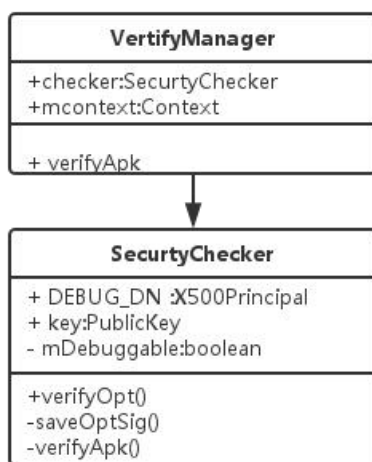 VertifyManager
+checker:SecurtyChecker
+mcontext:Context
+ verifyApk
SecurtyChecker
+ DEBUG_DN :X500Principal
+ key:PublicKey
- mDebuggable:boolean
+verifyOpt()
-saveOptSig()
-verifyApk()